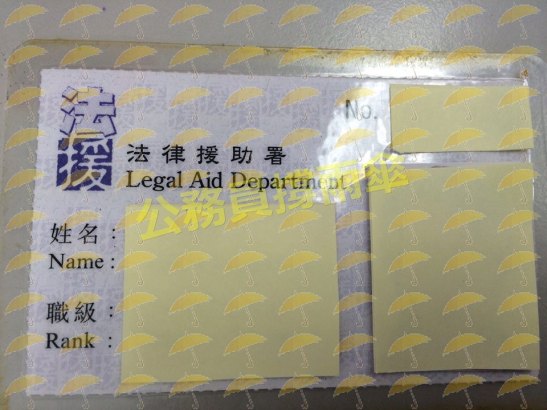 法援
No.
法律援助署
Legal Aid Department
公務員撐雨傘
姓名：
Name :
職級：
Rank :